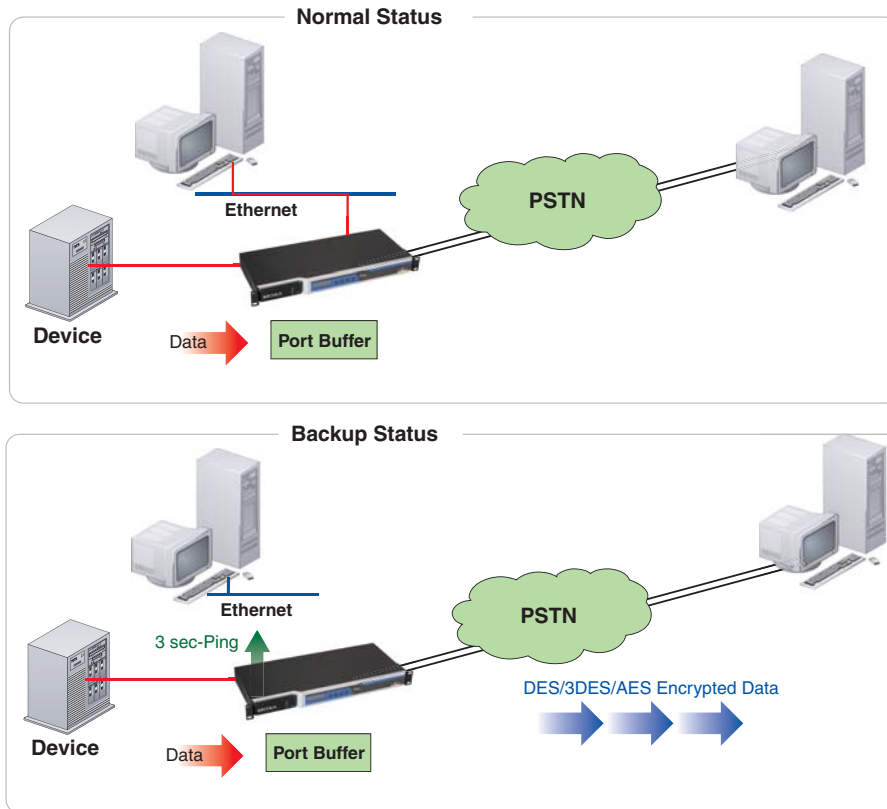 Normal Status
PSTN
Ethernet
Device
Data
Port Buffer
Backup Status
Ethernet
PSTN
3 sec-Ping
DES/3DES/AES Encrypted Data
Device
Data
Port Buffer